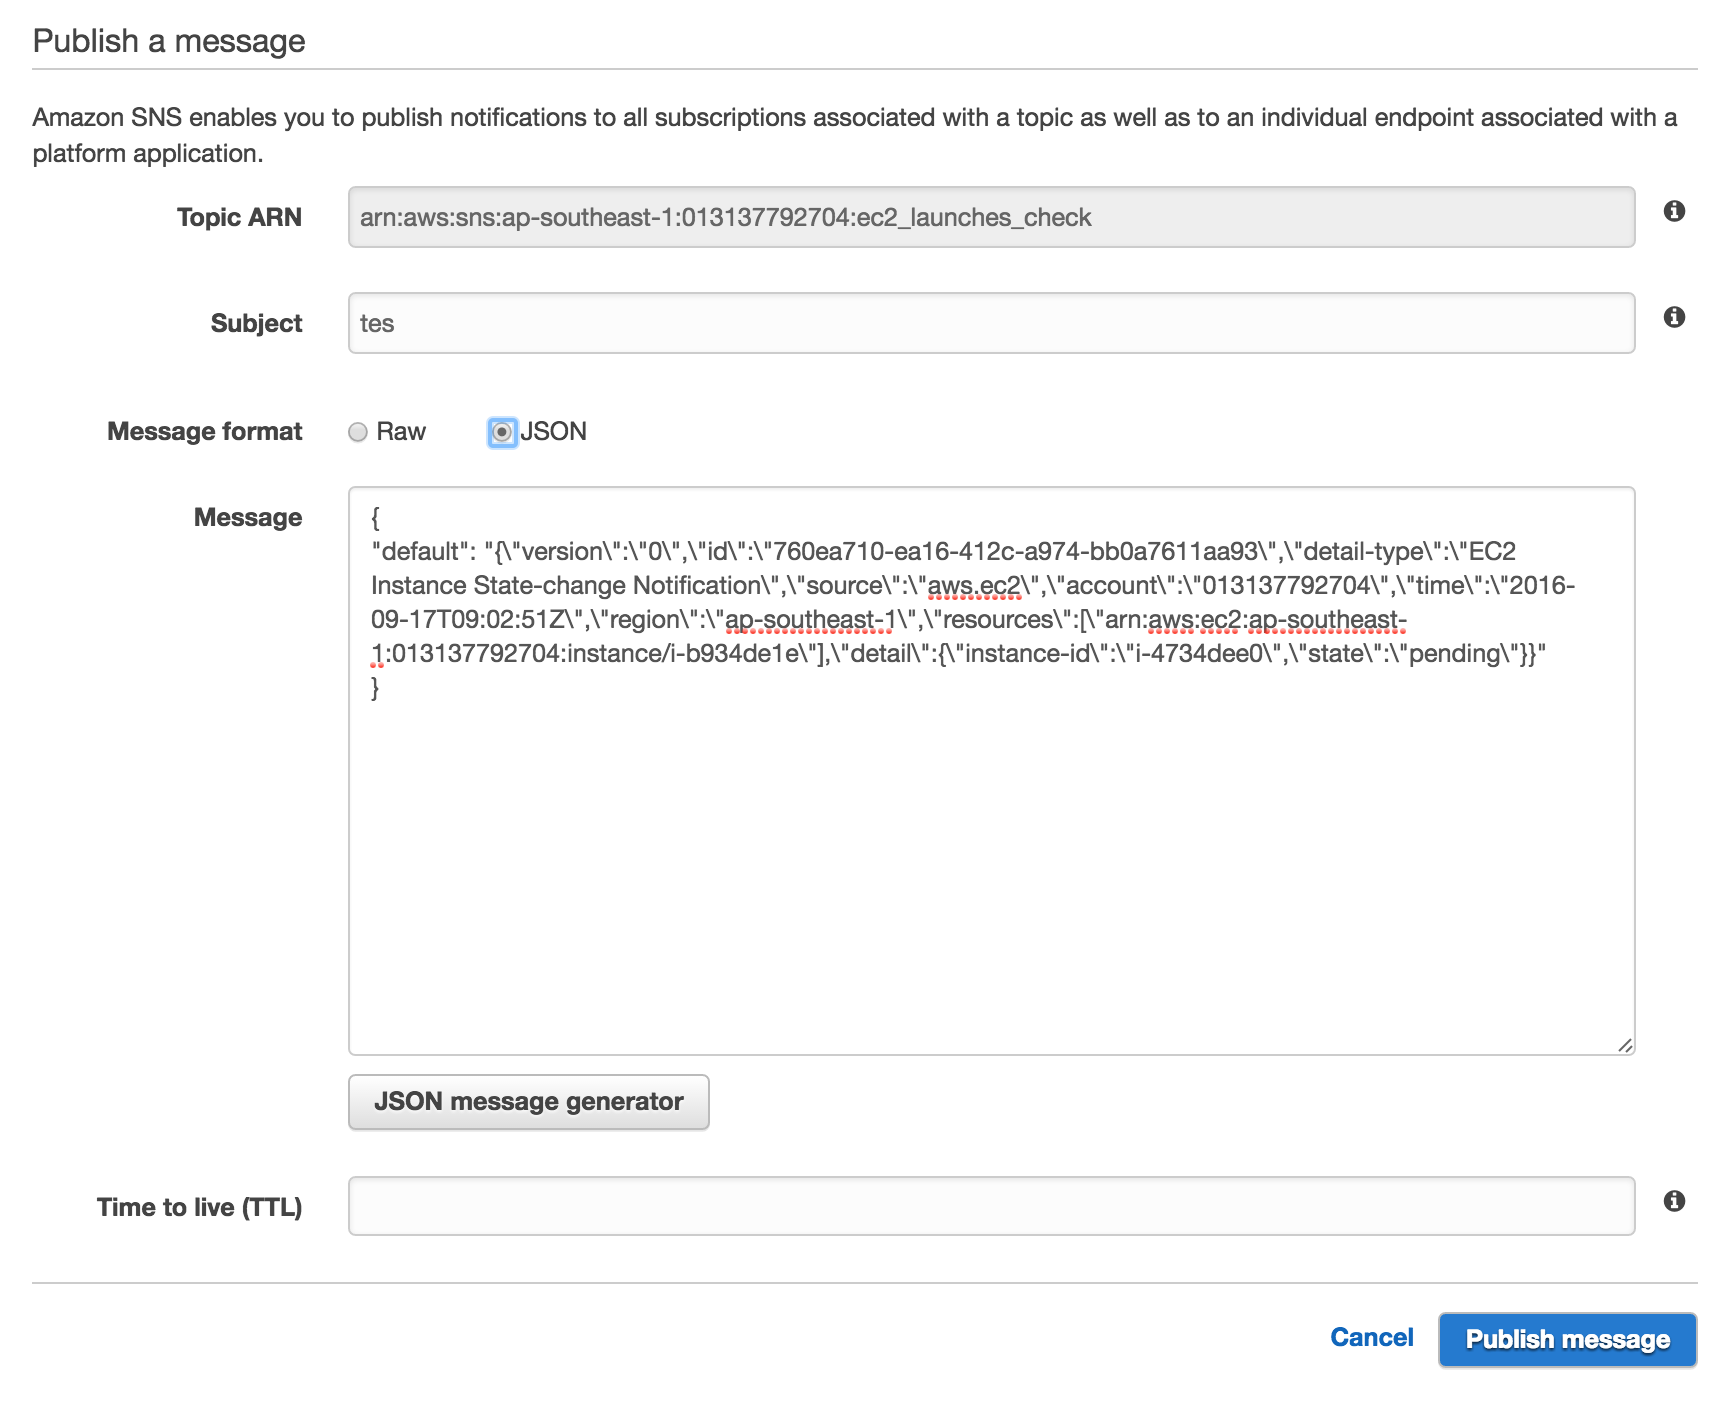 Publish a message
Amazon SNS enables you to publish notifications to all subscriptions associated with a topic as well as to an individual endpoint associated with a
platform application.
Topic ARN
arn:aws:sns:ap-southeast-1:013137792704:ec2_launches_check
Subject
tes
Message format
Raw
JSON
Message
{
"default": "{\"version\":\"0\",\"id\":\"760ea710-ea16-412c-a974-bb0a7611aa93\",\"detail-type\":\"EC2
Instance State-change Notification\",\"source\":\"aws.ec2\",\"account\":\"013137792704\",\"time\":\"2016-
09-17T09:02:51Z\",\"region\":\"ap-southeast-1\",\"resources\":[\"arn:aws:ec2:ap-southeast-
1:013137792704:instance/i-b934de1e\"],\"detail\":{\"instance-id\":\"i-4734dee0\",\"state\":\"pending\"}}"
}
JSON message generator
Time to live (TTL)
Cancel
Publish message